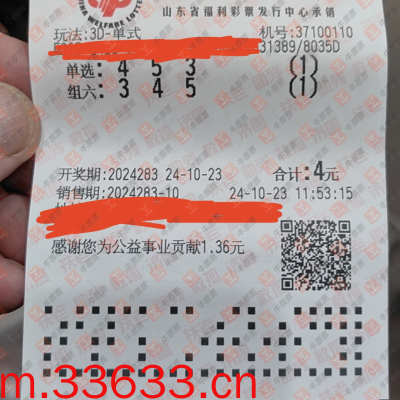 CHINA WELFARE LOTTERY
山东省福利彩票发行中心承销
玩法:3D-单式
机号:37100110
31389/8035D
单选: 4 5 3 (1)
组六: 3 4 5 (1)
开奖期:2024283 24-10-23 合计:4元
销售期:2024283-10 24-10-23 11:53:15
感谢您为公益事业贡献1.36元
m.33633.cn